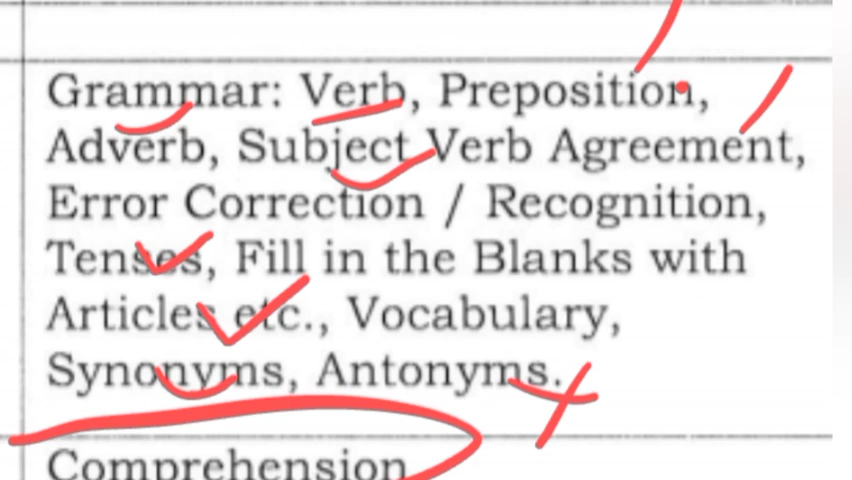 Grammar: Verb, Preposition,
Adverb, Subject Verb Agreement,
Error Correction / Recognition,
Tenses, Fill in the Blanks with
Articles etc., Vocabulary,
Synonyms, Antonyms.
Comprehension